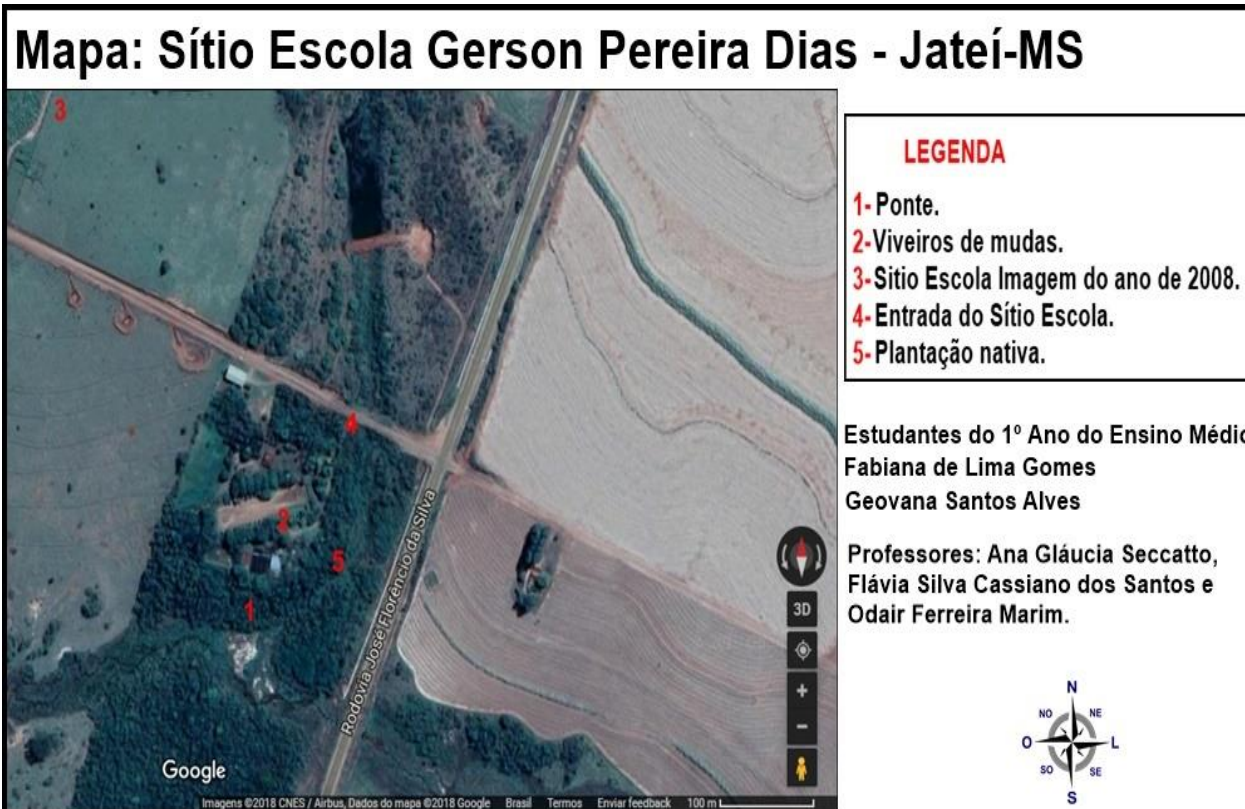 Mapa: Sítio Escola Gerson Pereira Dias - Jateí-MS
3
4
2
5
1
Rodovia José Florêncio da Silva
3D
+
−
Google
Imagens ©2018 CNES / Airbus, Dados do mapa ©2018 Google Brasil Termos Enviar feedback 100 m
LEGENDA
1- Ponte.
2-Viveiros de mudas.
3-Sitio Escola Imagem do ano de 2008.
4-Entrada do Sítio Escola.
5-Plantação nativa.
Estudantes do 1º Ano do Ensino Médio
Fabiana de Lima Gomes
Geovana Santos Alves
Professores: Ana Gláucia Seccatto,
Flávia Silva Cassiano dos Santos e
Odair Ferreira Marim.
N
NO NE
O L
SO SE
S